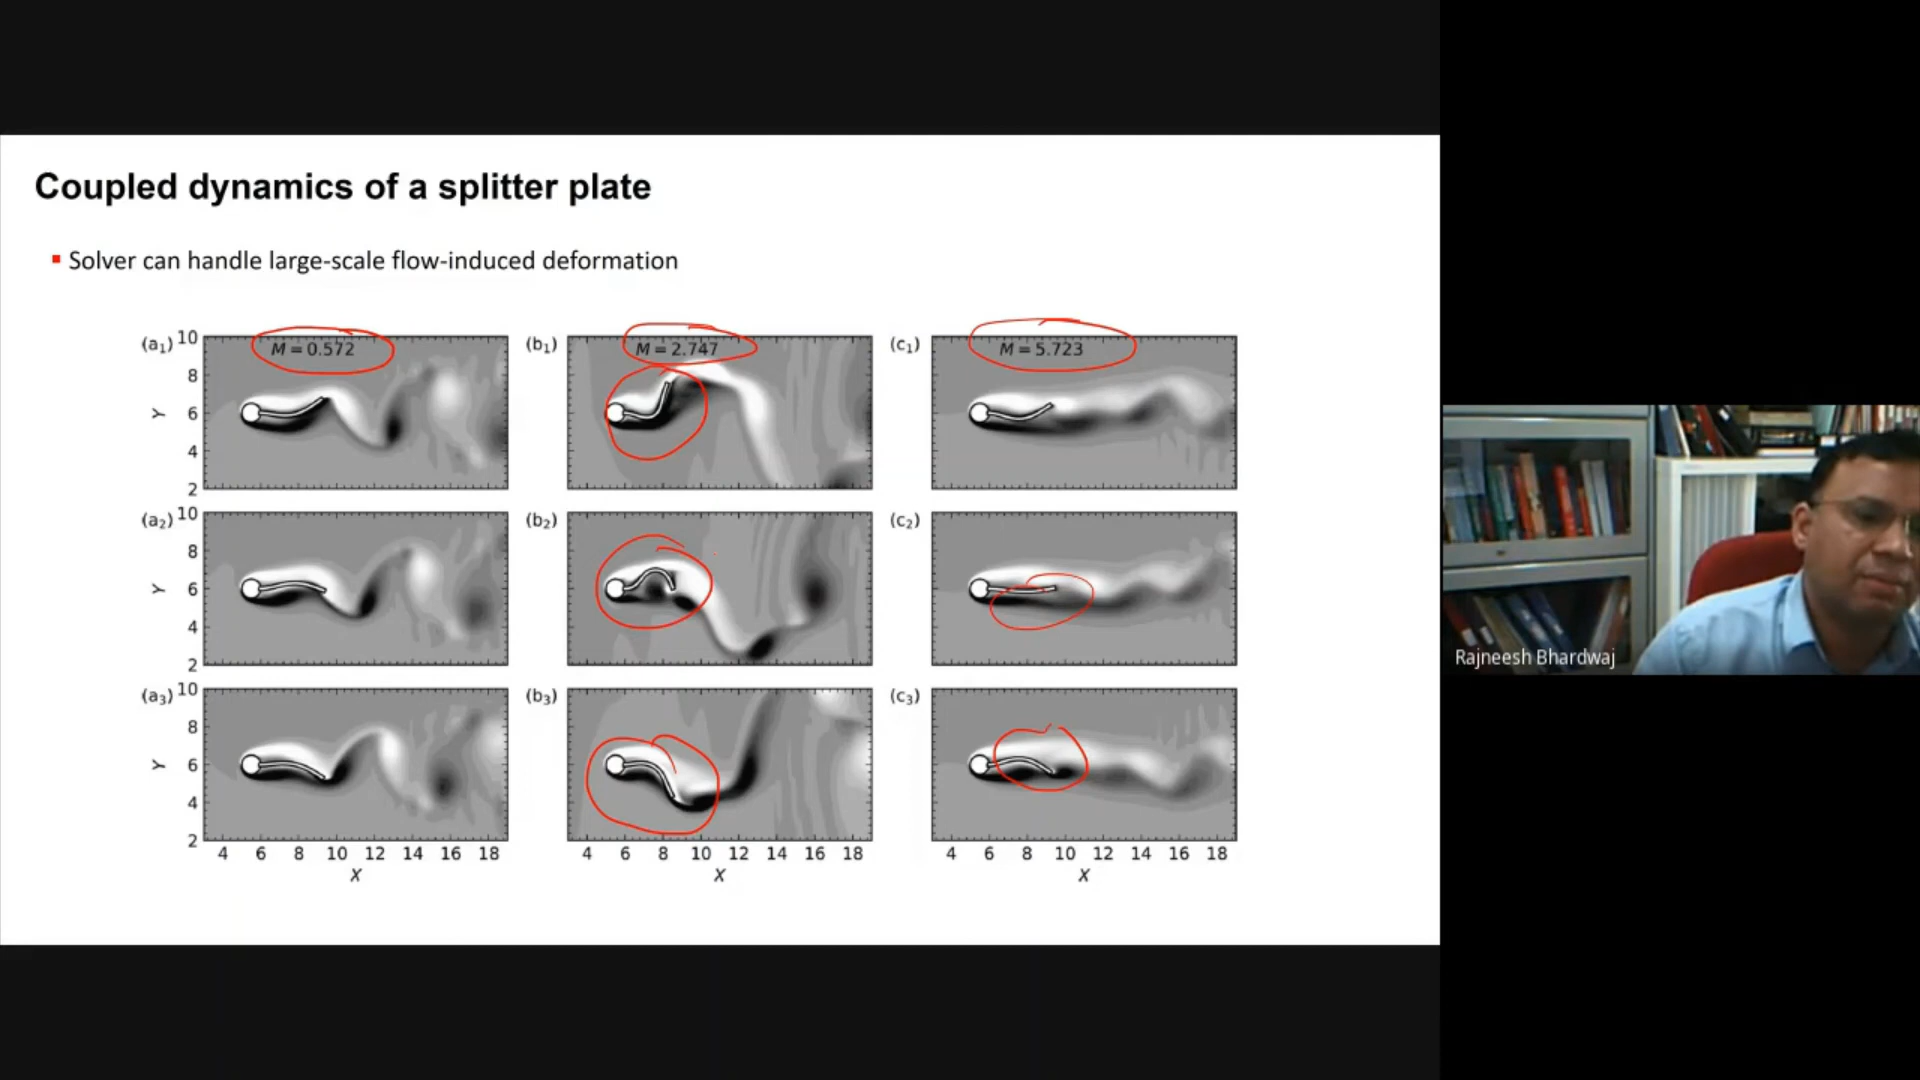 Coupled dynamics of a splitter plate
▪ Solver can handle large-scale flow-induced deformation
(a₁) 10 M = 0.572 (b₁) M = 2.747 (c₁) M = 5.723
8
Y 6
4
2
(a₂) 10 (b₂) (c₂)
8
Y 6
4
2
(a₃) 10 (b₃) (c₃)
8
Y 6
4
2
4 6 8 10 12 14 16 18 4 6 8 10 12 14 16 18 4 6 8 10 12 14 16 18
X X X
Rajneesh Bhardwaj